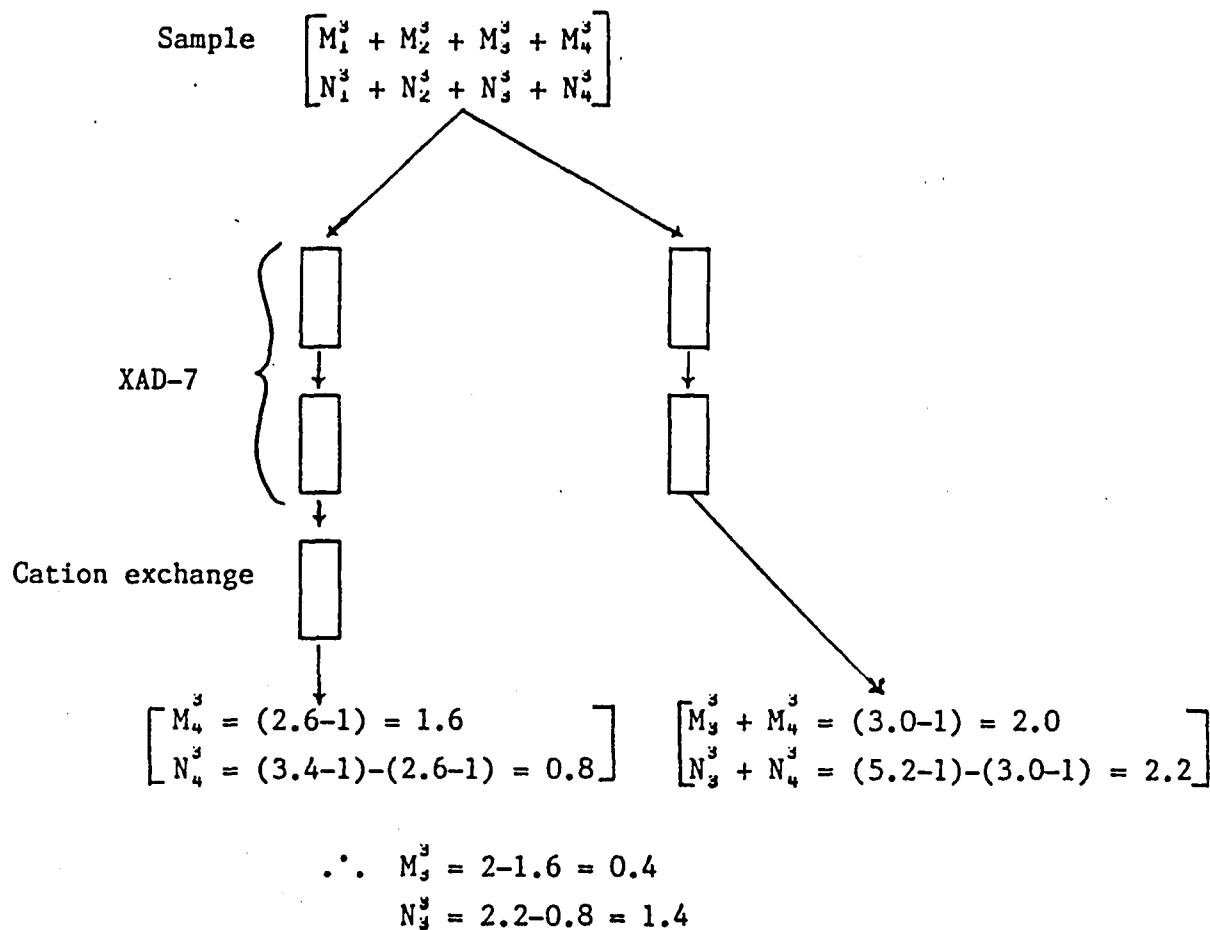 Sample [M₁³ + M₂³ + M₃³ + M₄³]
[N₁³ + N₂³ + N₃³ + N₄³]
XAD-7
Cation exchange
[M₄³ = (2.6-1) = 1.6]
[N₄³ = (3.4-1)-(2.6-1) = 0.8]
[M₃³ + M₄³ = (3.0-1) = 2.0]
[N₃³ + N₄³ = (5.2-1)-(3.0-1) = 2.2]
∴ M₃³ = 2-1.6 = 0.4
N₃³ = 2.2-0.8 = 1.4